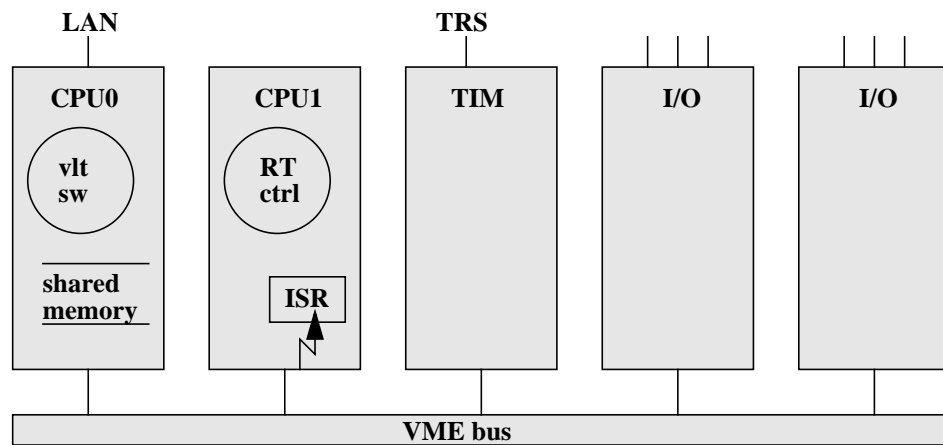 LAN
TRS
CPU0
CPU1
TIM
I/O
I/O
vlt
sw
RT
ctrl
shared
memory
ISR
VME bus